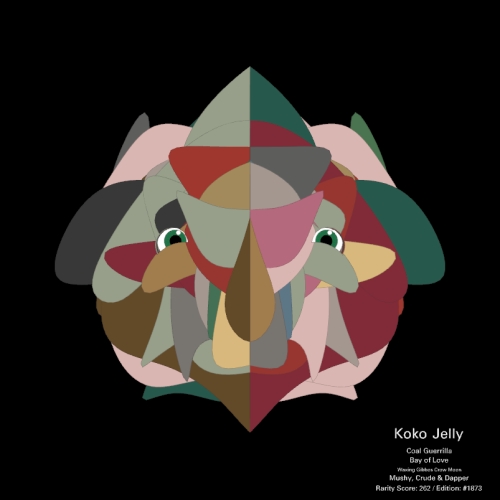 Koko Jelly
Coal Guerrilla
Bay of Love
Waxing Gibbes Crow Moon
Mushy, Crude & Dapper
Rarity Score: 262 / Edition: #1873